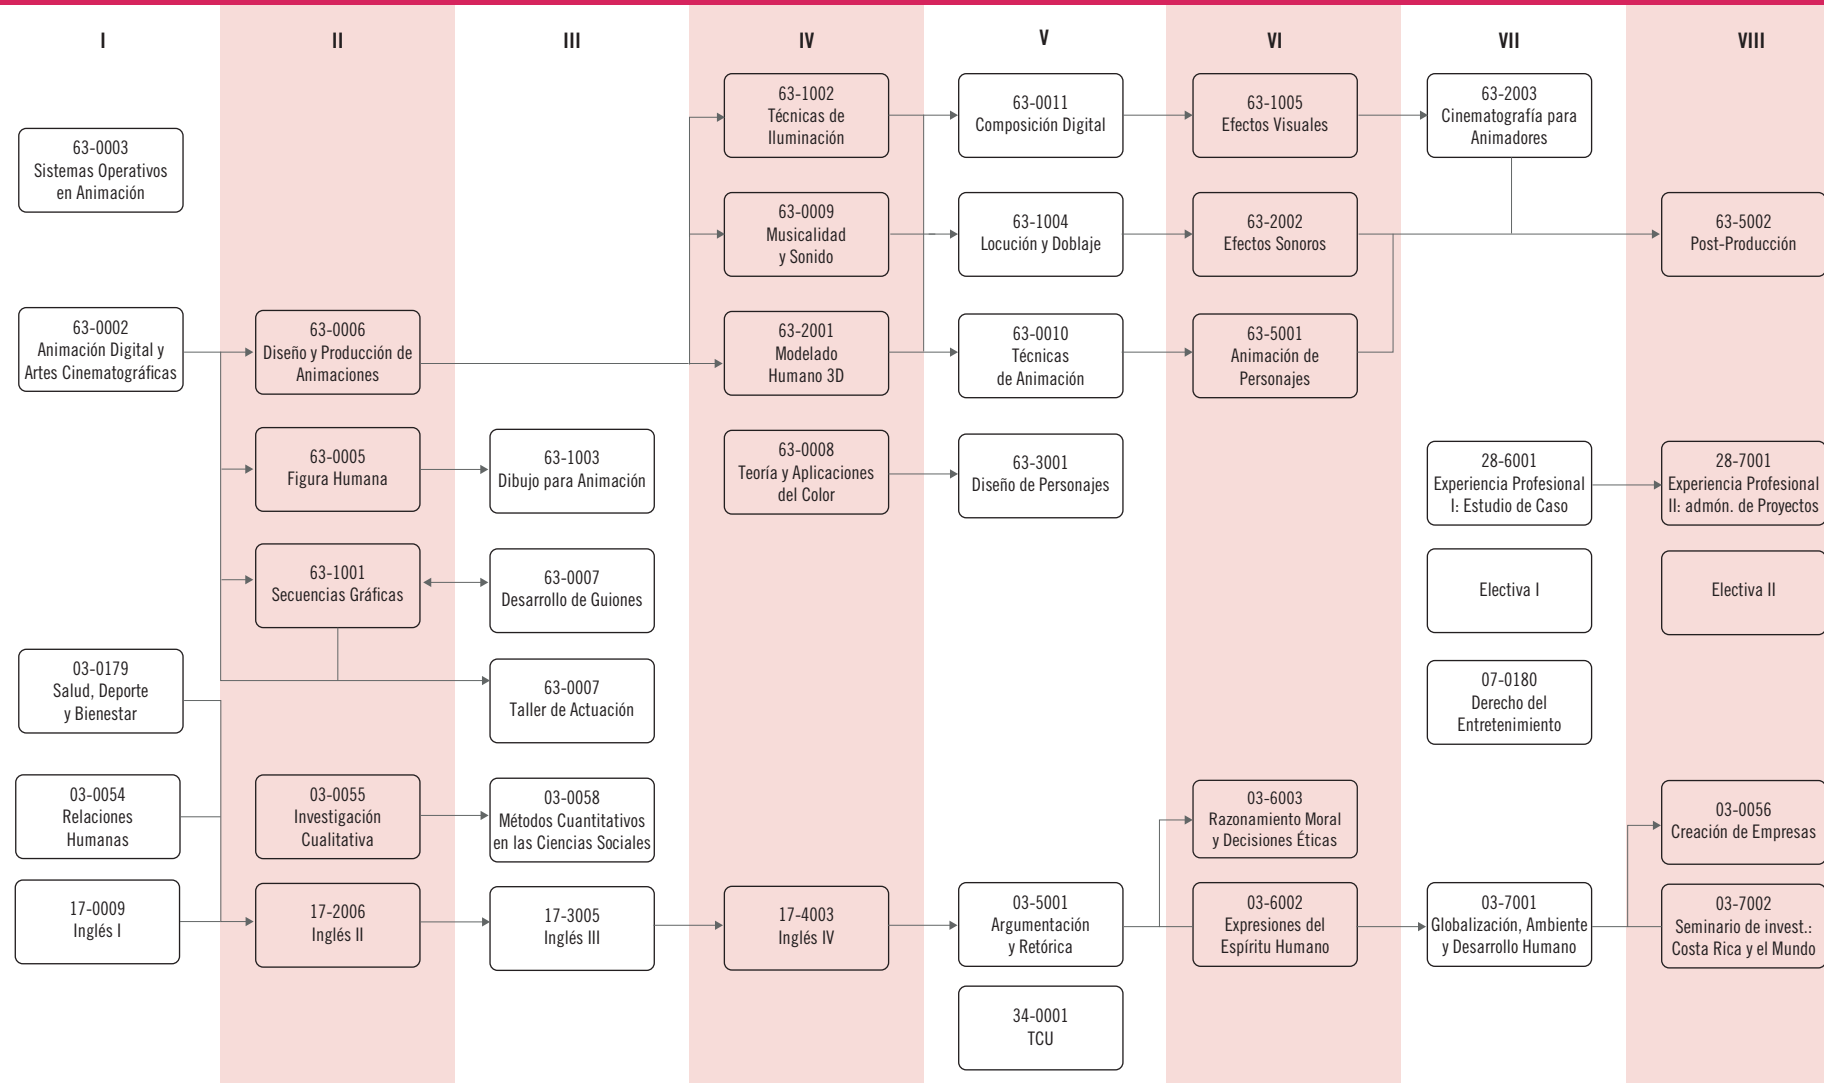 I
II
III
IV
V
VI
VII
VIII
63-0003
Sistemas Operativos
en Animación
63-0002
Animación Digital y
Artes Cinematográficas
03-0179
Salud, Deporte
y Bienestar
03-0054
Relaciones
Humanas
17-0009
Inglés I
63-0006
Diseño y Producción de
Animaciones
63-0005
Figura Humana
63-1001
Secuencias Gráficas
03-0055
Investigación
Cualitativa
17-2006
Inglés II
63-1003
Dibujo para Animación
63-0007
Desarrollo de Guiones
63-0007
Taller de Actuación
03-0058
Métodos Cuantitativos
en las Ciencias Sociales
17-3005
Inglés III
63-1002
Técnicas de
Iluminación
63-0009
Musicalidad
y Sonido
63-2001
Modelado
Humano 3D
63-0008
Teoría y Aplicaciones
del Color
17-4003
Inglés IV
63-0011
Composición Digital
63-1004
Locución y Doblaje
63-0010
Técnicas
de Animación
63-3001
Diseño de Personajes
03-5001
Argumentación
y Retórica
34-0001
TCU
63-1005
Efectos Visuales
63-2002
Efectos Sonoros
63-5001
Animación de
Personajes
03-6003
Razonamiento Moral
y Decisiones Éticas
03-6002
Expresiones del
Espíritu Humano
63-2003
Cinematografía para
Animadores
28-6001
Experiencia Profesional
I: Estudio de Caso
Electiva I
07-0180
Derecho del
Entretenimiento
03-7001
Globalización, Ambiente
y Desarrollo Humano
63-5002
Post-Producción
28-7001
Experiencia Profesional
II: admón. de Proyectos
Electiva II
03-0056
Creación de Empresas
03-7002
Seminario de invest.:
Costa Rica y el Mundo